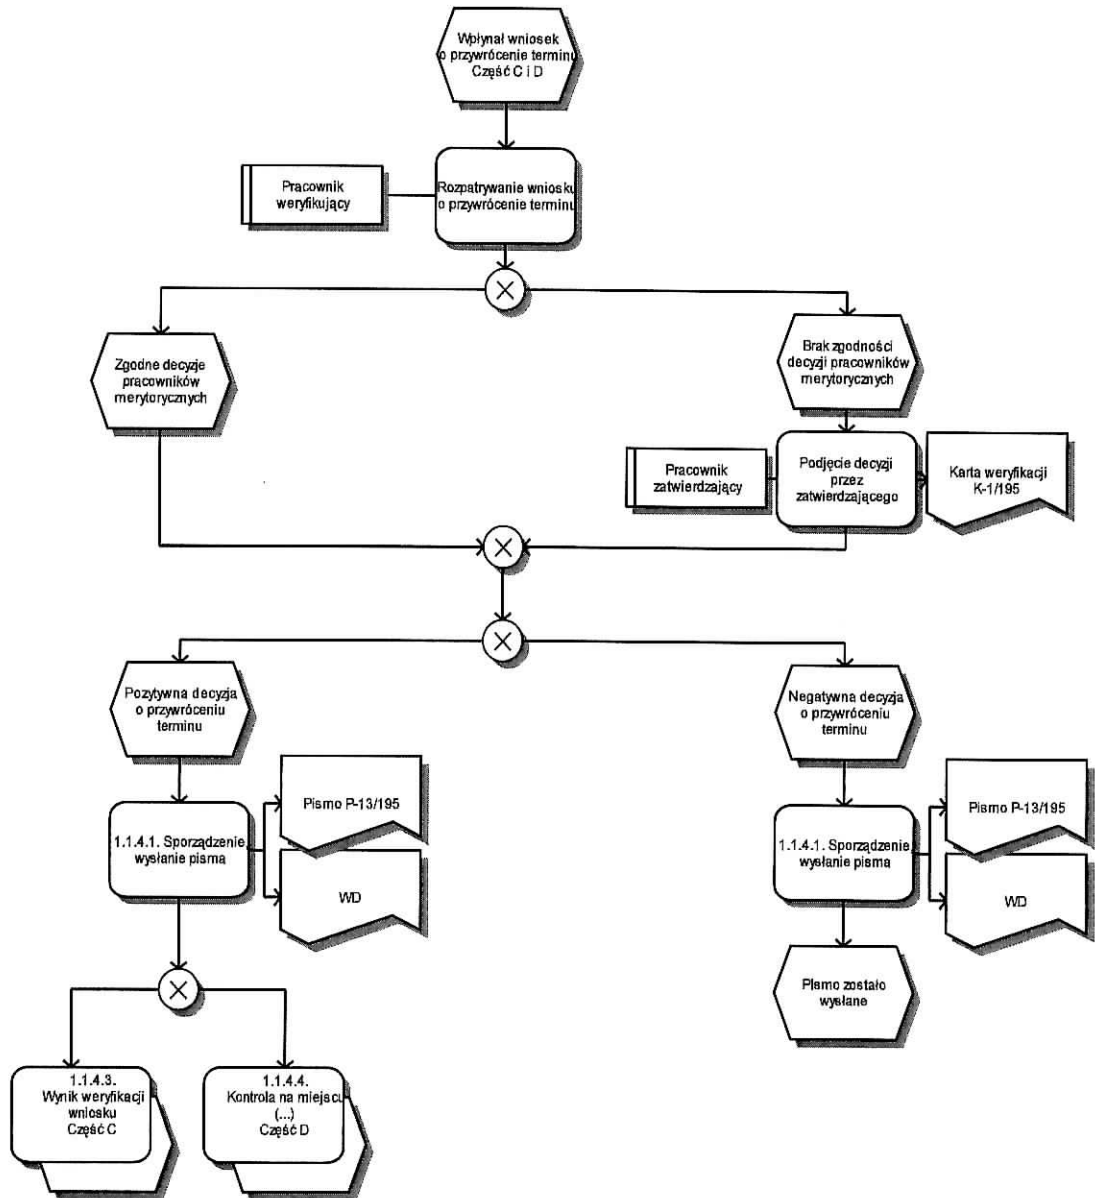 Wpłynał wniosek
o przywrócenie terminu
Część C i D
Pracownik
weryfikujący
Rozpatrywanie wniosku
o przywrócenie terminu
Zgodne decyzje
pracowników
merytorycznych
Brak zgodności
decyzji pracowników
merytorycznych
Pracownik
zatwierdzający
Podjęcie decyzji
przez
zatwierdzającego
Karta weryfikacji
K-1/195
Pozytywna decyzja
o przywróceniu
terminu
Negatywna decyzja
o przywróceniu
terminu
1.1.4.1. Sporządzenie,
wysłanie pisma
Pismo P-13/195
WD
1.1.4.1. Sporządzenie,
wysłanie pisma
Pismo P-13/195
WD
Pismo zostało
wysłane
1.1.4.3.
Wynik weryfikacji
wniosku
Część C
1.1.4.4.
Kontrola na miejscu
(...)
Część D